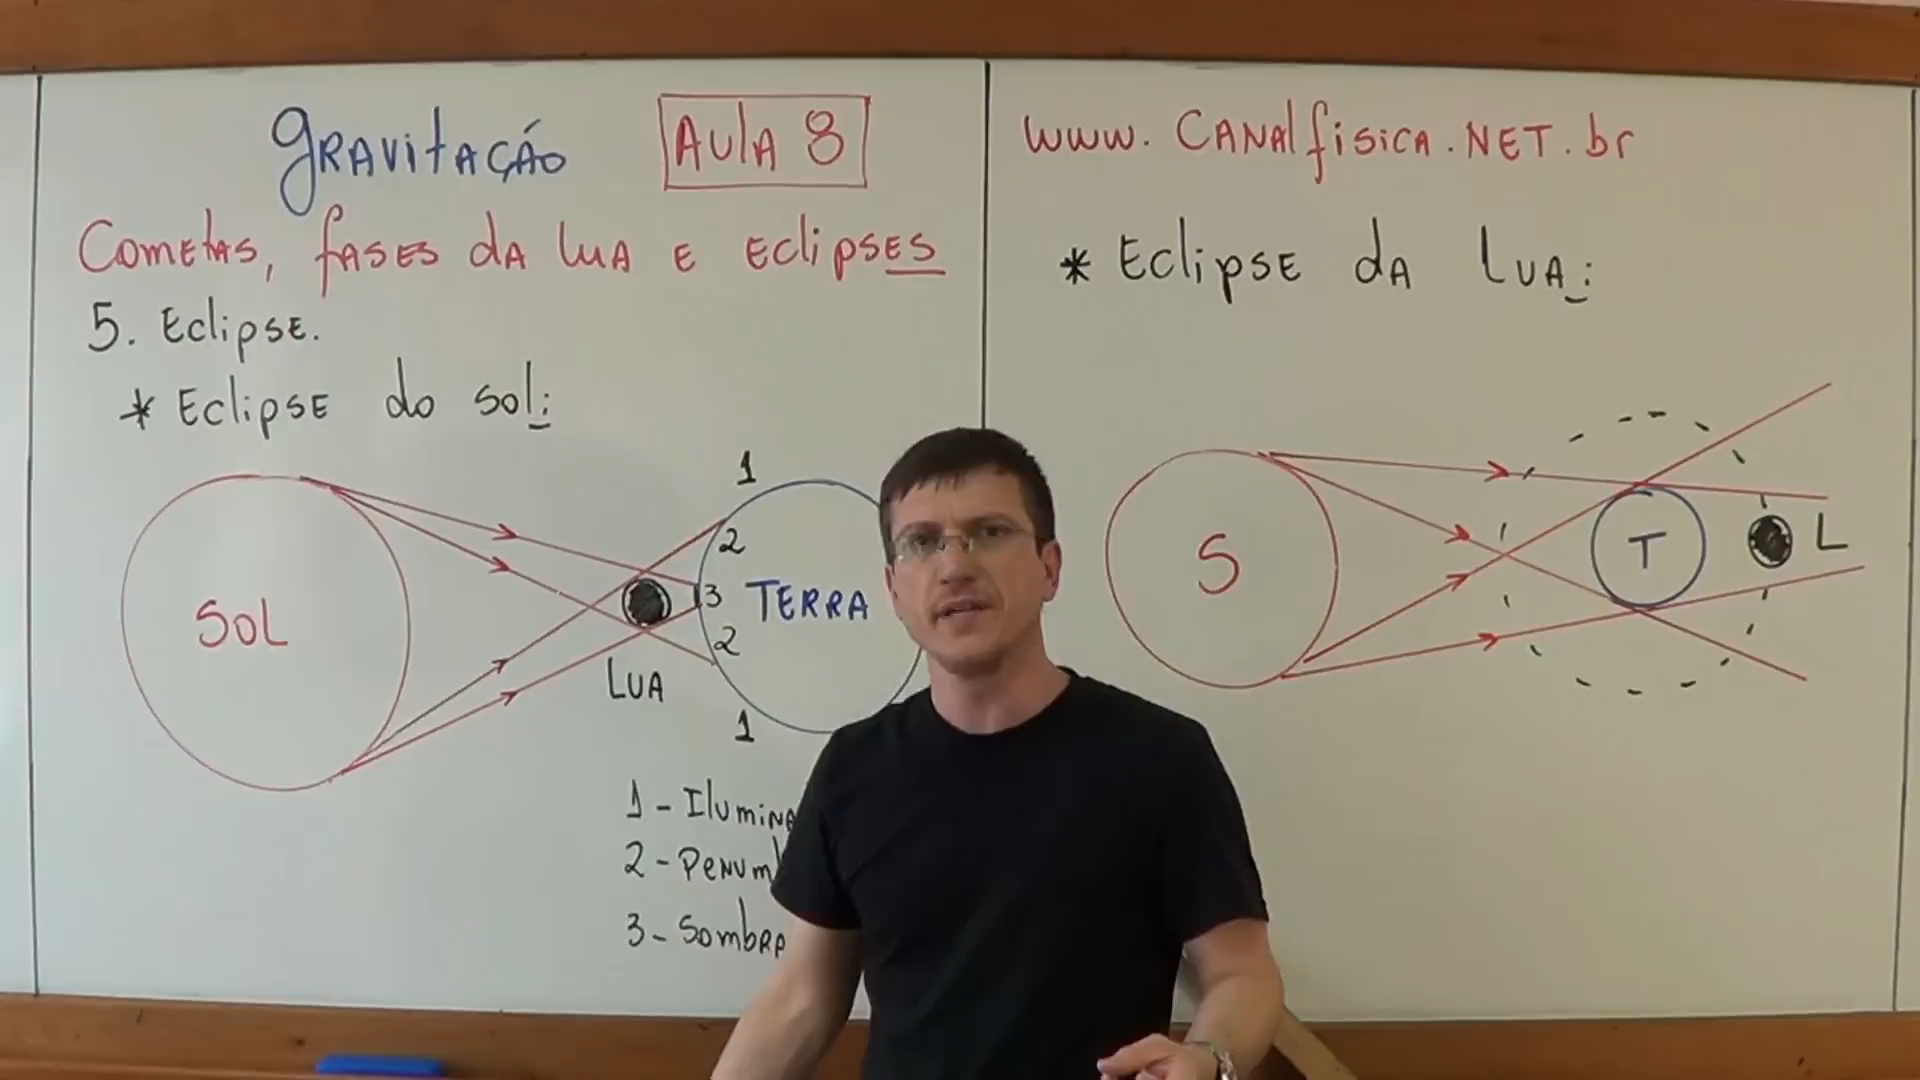 gravitação
Aula 8
Cometas, fases da lua e eclipses
5. Eclipse.
* Eclipse do sol:
SOL
LUA
TERRA
1
2
3
2
1
1 - Ilumina
2 - Penum
3 - Sombra
www.canalfisica.net.br
* Eclipse da Lua:
S
T
L